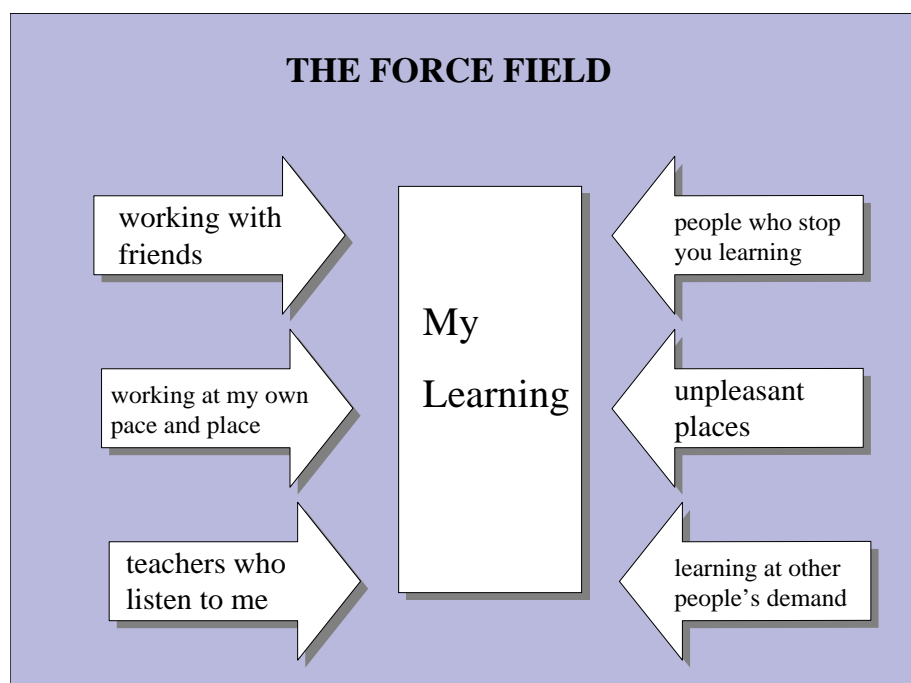 THE FORCE FIELD
working with
friends
people who stop
you learning
My
Learning
working at my own
pace and place
unpleasant
places
teachers who
listen to me
learning at other
people’s demand